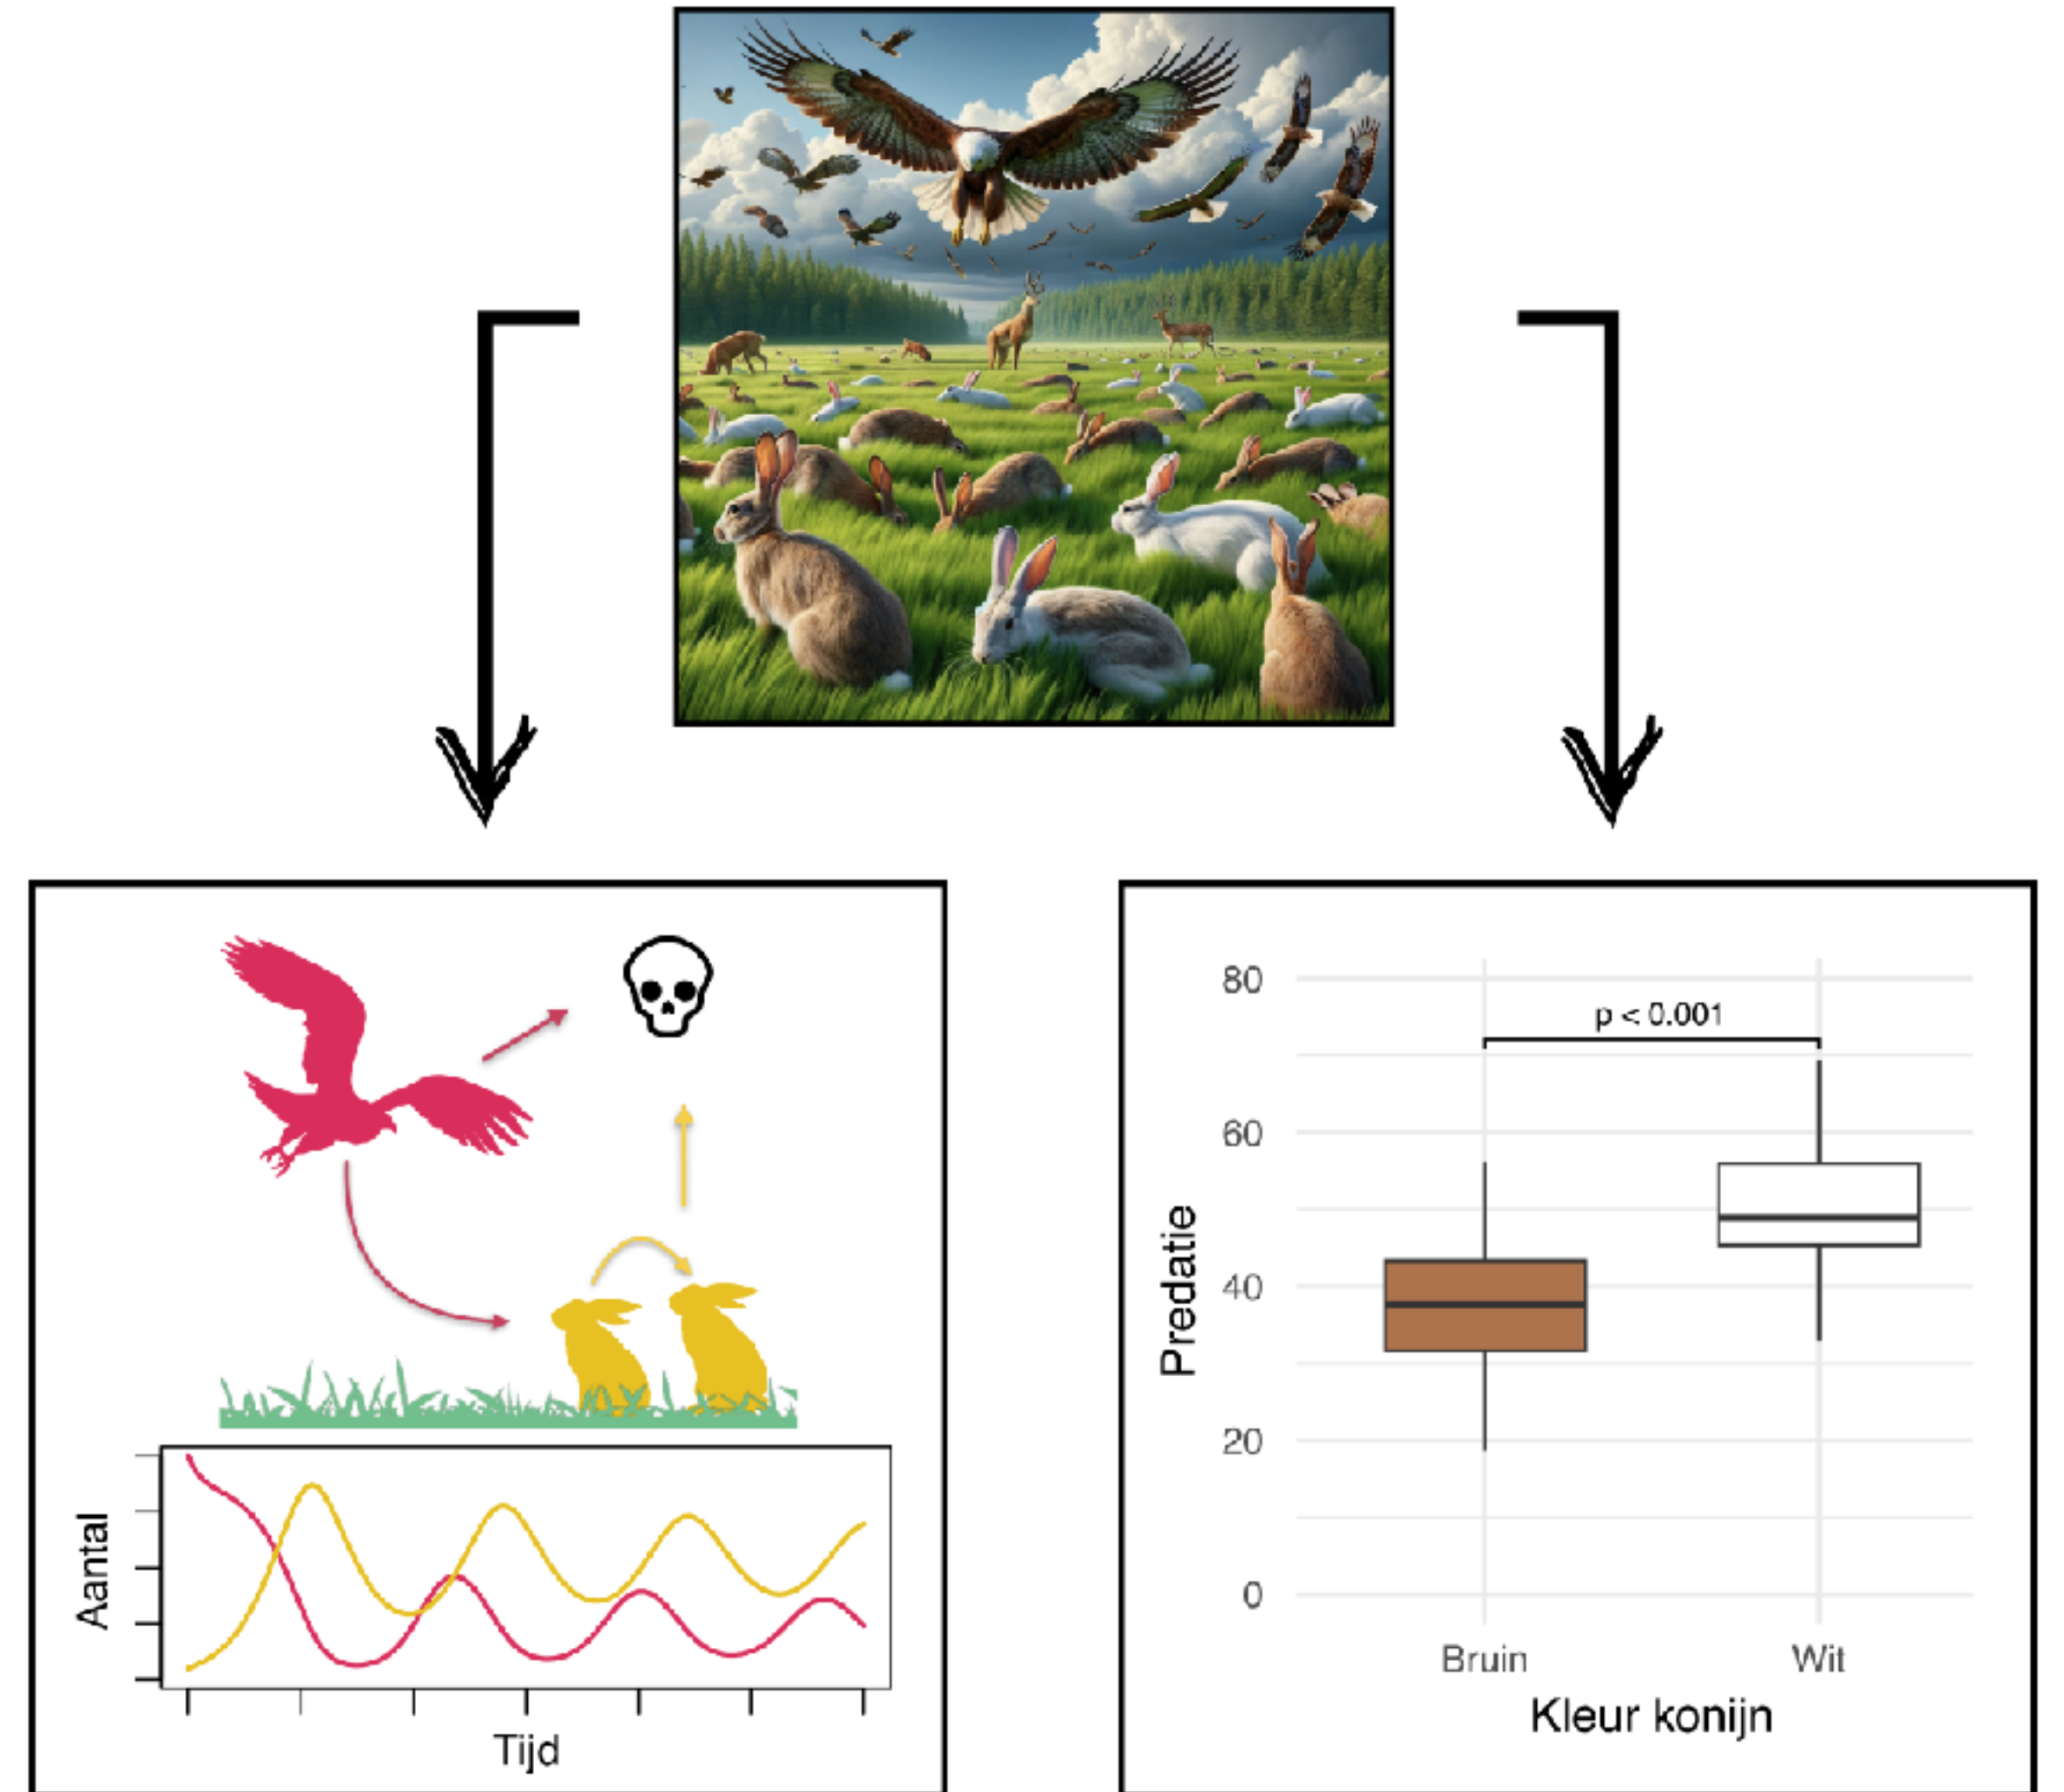 Aantal
Tijd
80
p < 0.001
60
40
20
0
Predatie
Bruin
Wit
Kleur konijn